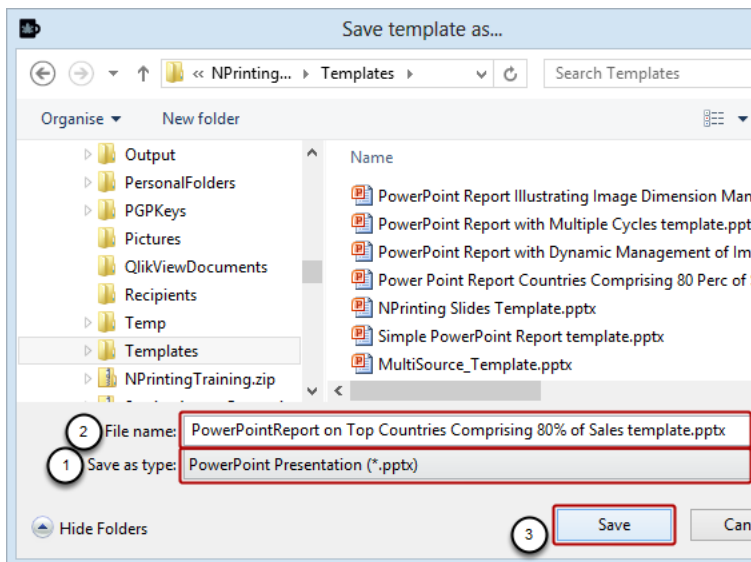 Save template as...
« NPrinting... Templates
Search Templates
Organise
New folder
Output
PersonalFolders
PGPKeys
Pictures
QlikViewDocuments
Recipients
Temp
Templates
NPrintingTraining.zip
Name
PowerPoint Report Illustrating Image Dimension Man
PowerPoint Report with Multiple Cycles template.ppt
PowerPoint Report with Dynamic Management of Im
Power Point Report Countries Comprising 80 Perc of
NPrinting Slides Template.pptx
Simple PowerPoint Report template.pptx
MultiSource_Template.pptx
2 File name: PowerPointReport on Top Countries Comprising 80% of Sales template.pptx
1 Save as type: PowerPoint Presentation (*.pptx)
Hide Folders
3 Save
Can